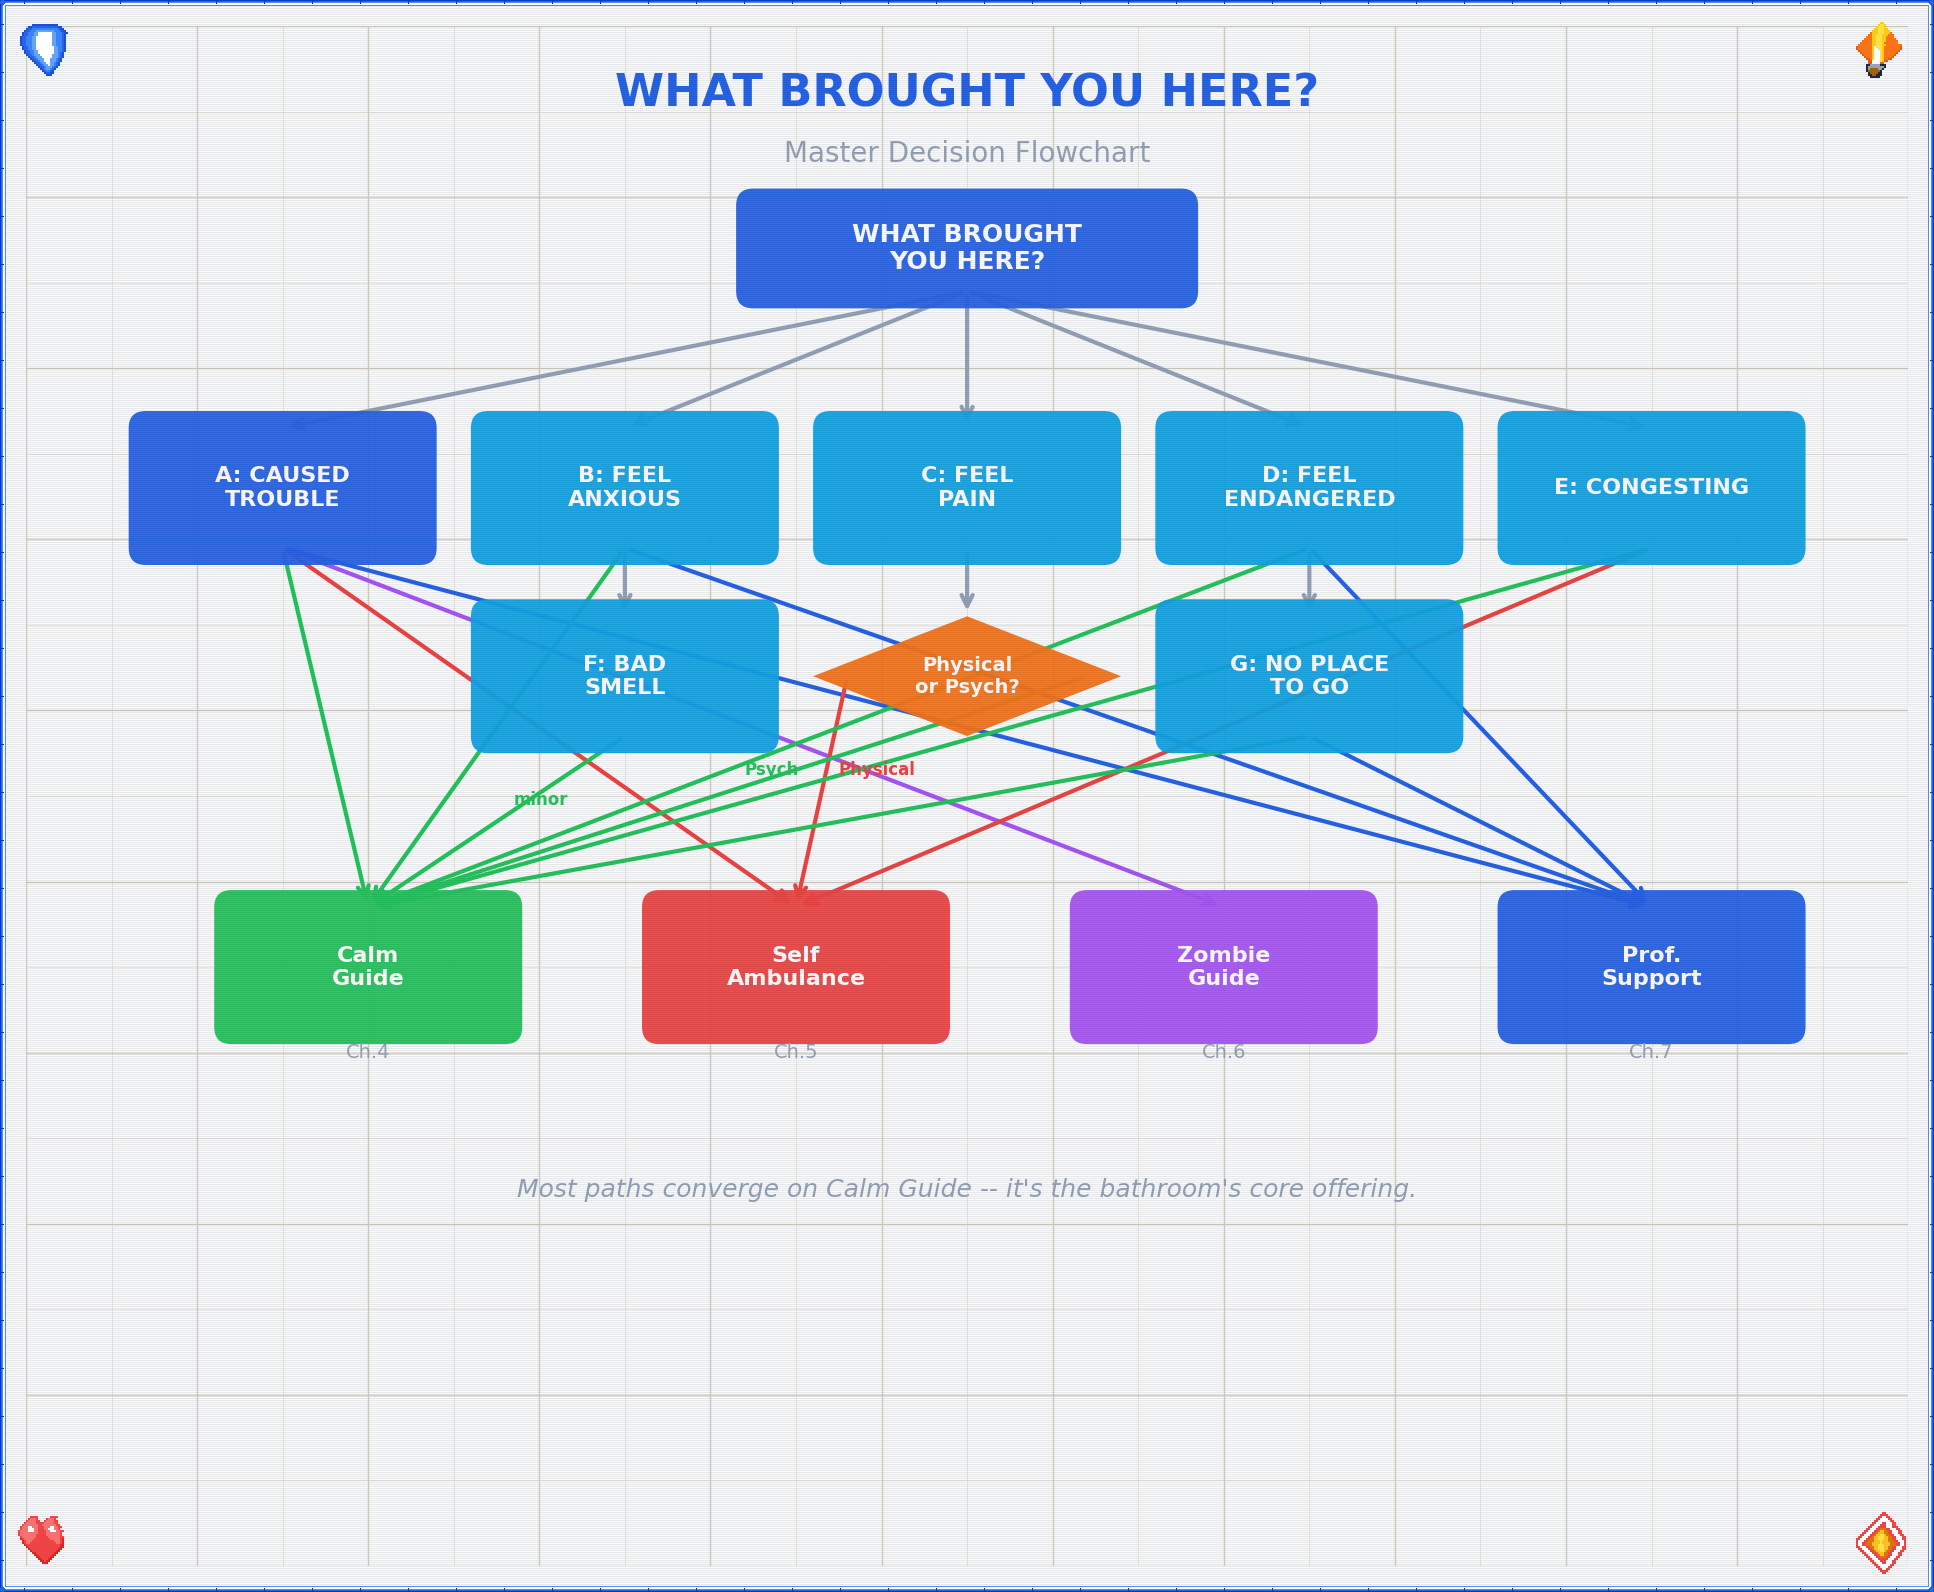 WHAT BROUGHT YOU HERE?
Master Decision Flowchart
WHAT BROUGHT
YOU HERE?
A: CAUSED
TROUBLE
B: FEEL
ANXIOUS
C: FEEL
PAIN
D: FEEL
ENDANGERED
E: CONGESTING
F: BAD
SMELL
Physical
or Psych?
G: NO PLACE
TO GO
Psych
Physical
minor
Calm
Guide
Self
Ambulance
Zombie
Guide
Prof.
Support
Ch.4
Ch.5
Ch.6
Ch.7
Most paths converge on Calm Guide -- it's the bathroom's core offering.